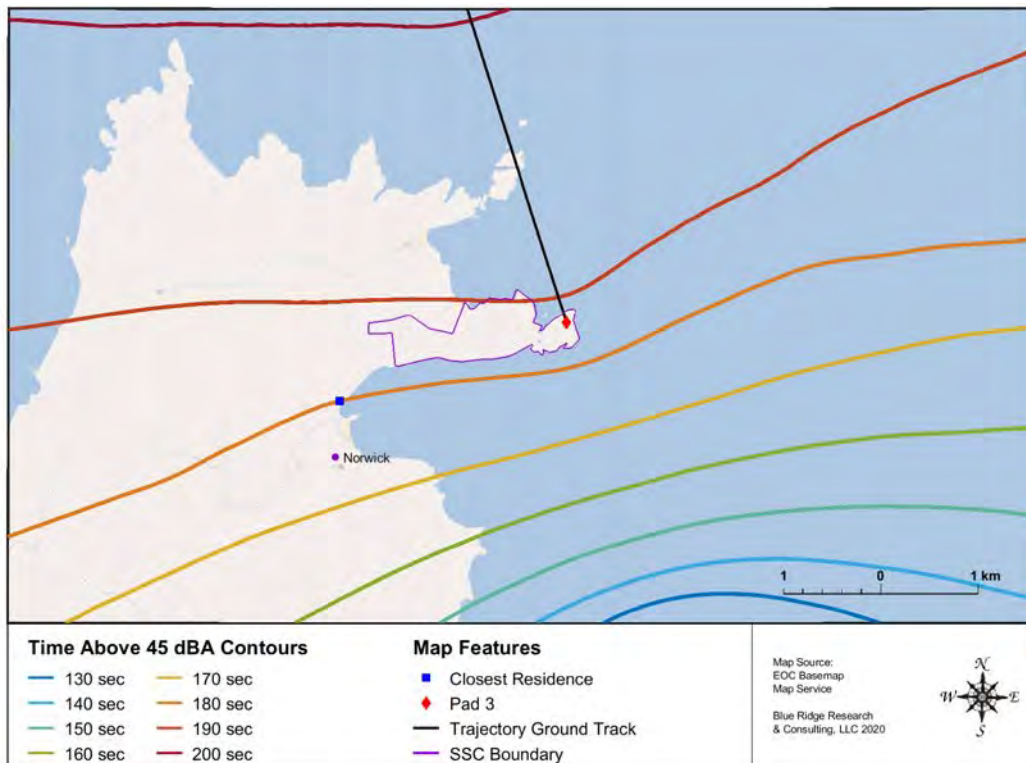 Norwick
1 0 1 km
Time Above 45 dBA Contours
130 sec 170 sec
140 sec 180 sec
150 sec 190 sec
160 sec 200 sec
Map Features
Closest Residence
Pad 3
Trajectory Ground Track
SSC Boundary
Map Source:
EOC Basemap
Map Service
Blue Ridge Research
& Consulting, LLC 2020
N
W E
S